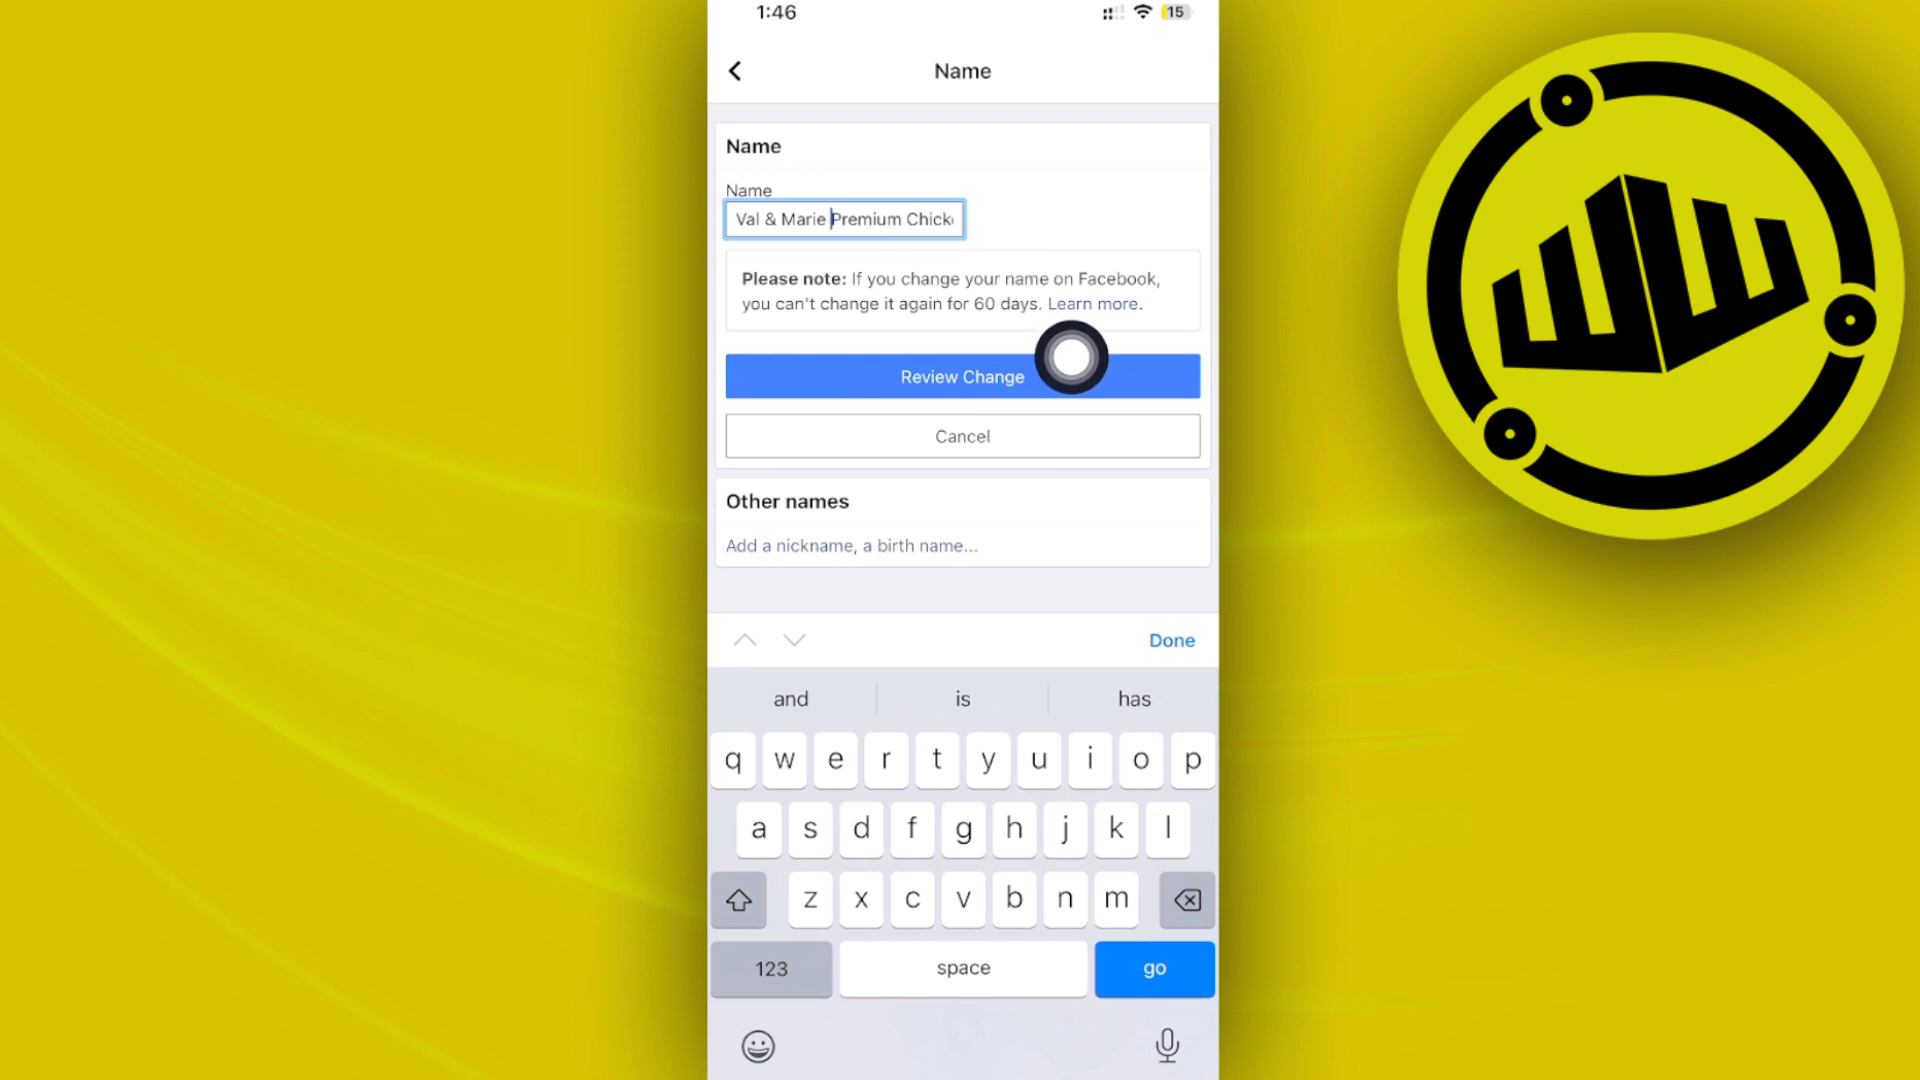 1:46
15
Name
Name
Name
Val & Marie Premium Chick
Please note: If you change your name on Facebook,
you can't change it again for 60 days. Learn more.
Review Change
Cancel
Other names
Add a nickname, a birth name...
Done
and is has
q w e r t y u i o p
a s d f g h j k l
z x c v b n m
123 space go